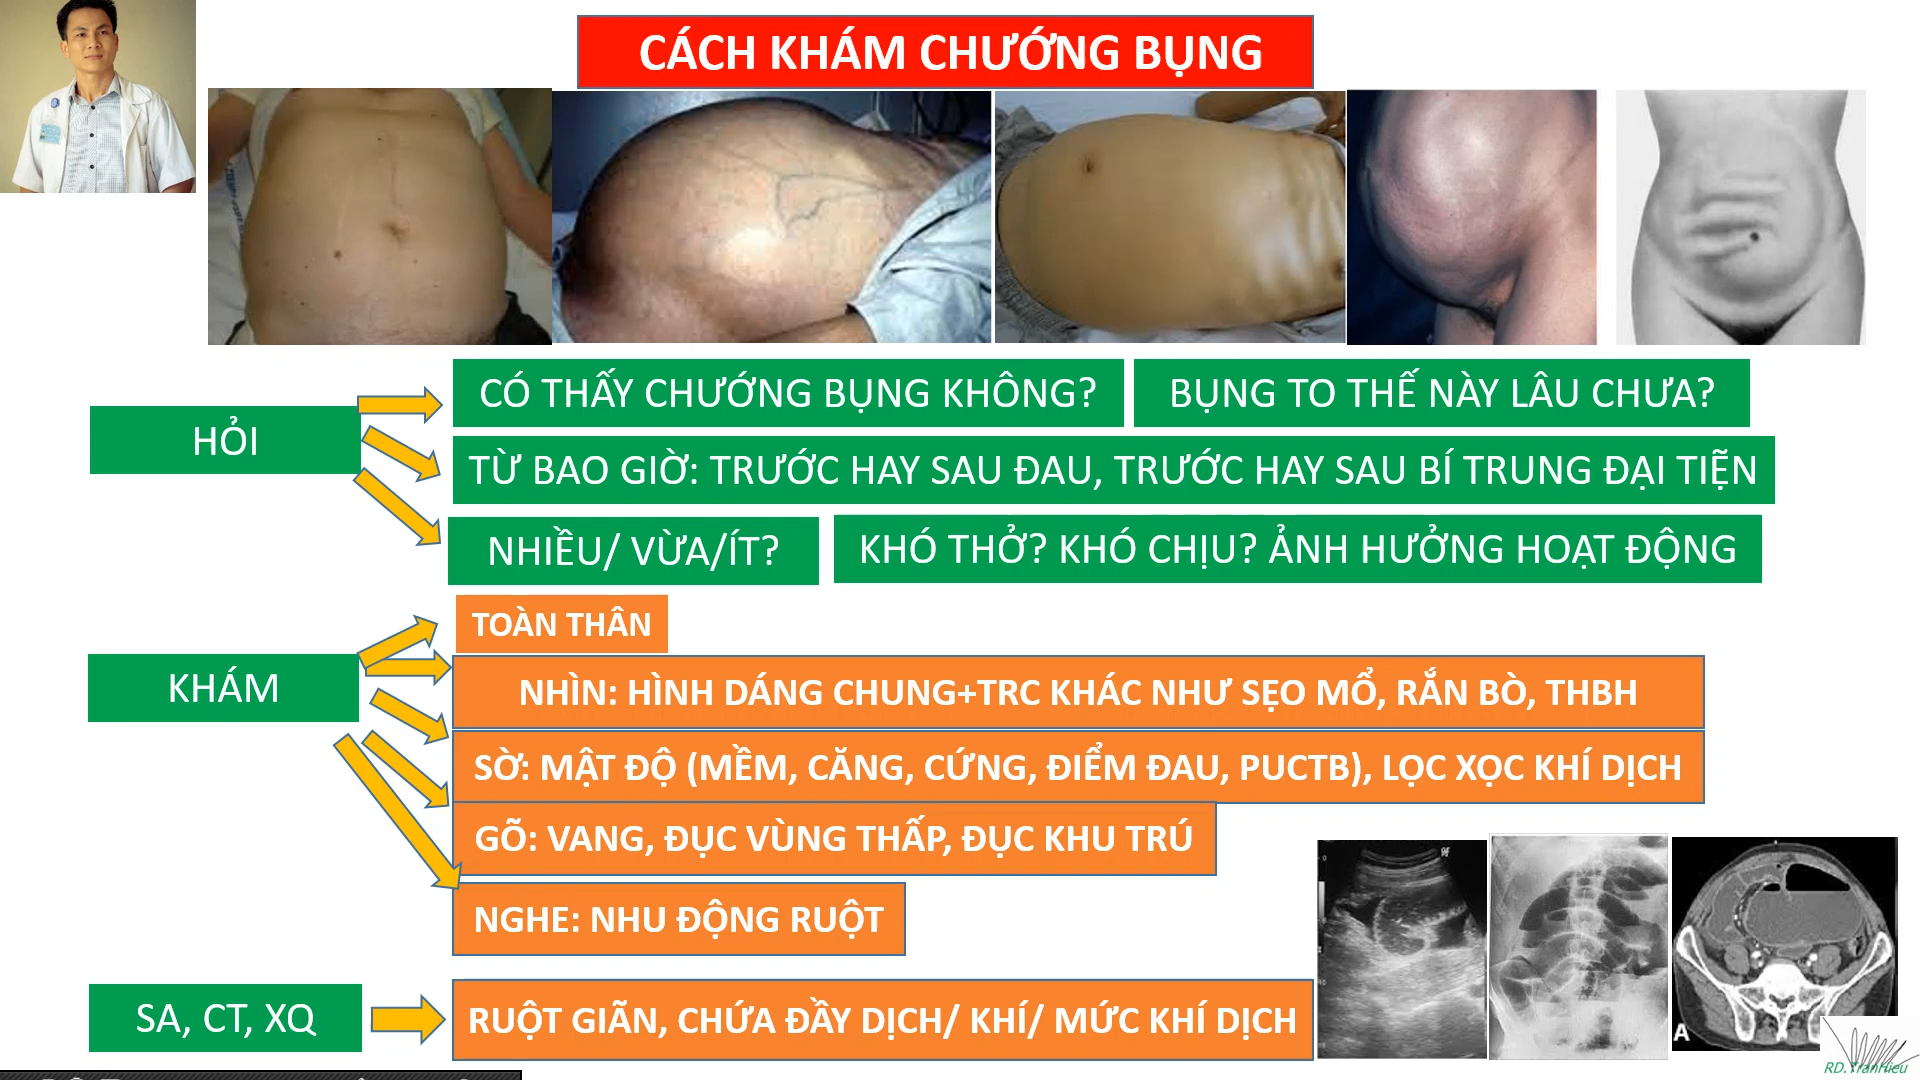 CÁCH KHÁM CHƯỚNG BỤNG
HỎI
CÓ THẤY CHƯỚNG BỤNG KHÔNG?
BỤNG TO THẾ NÀY LÂU CHƯA?
TỪ BAO GIỜ: TRƯỚC HAY SAU ĐAU, TRƯỚC HAY SAU BÍ TRUNG ĐẠI TIỆN
NHIỀU/ VỪA/ÍT?
KHÓ THỞ? KHÓ CHỊU? ẢNH HƯỞNG HOẠT ĐỘNG
KHÁM
TOÀN THÂN
NHÌN: HÌNH DÁNG CHUNG+TRC KHÁC NHƯ SẸO MỔ, RẮN BÒ, THBH
SỜ: MẬT ĐỘ (MỀM, CĂNG, CỨNG, ĐIỂM ĐAU, PUCTB), LỌC XỌC KHÍ DỊCH
GÕ: VANG, ĐỤC VÙNG THẤP, ĐỤC KHU TRÚ
NGHE: NHU ĐỘNG RUỘT
SA, CT, XQ
RUỘT GIÃN, CHỨA ĐẦY DỊCH/ KHÍ/ MỨC KHÍ DỊCH
A
RD.TranHieu